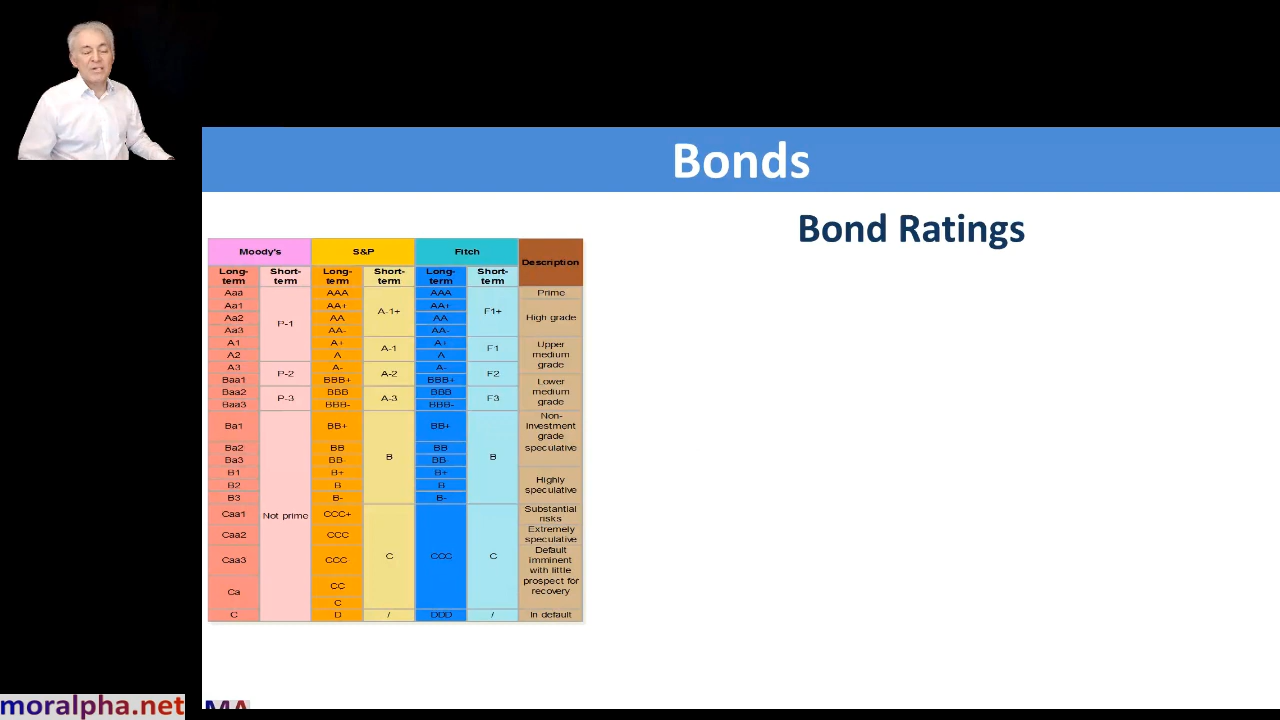 Bonds
Bond Ratings
Moody's S&P Fitch Description
Long-term Short-term Long-term Short-term Long-term Short-term
Aaa P-1 AAA A-1+ AAA F1+ Prime
Aa1 AA+ AA+ High grade
Aa2 AA AA
Aa3 AA- AA-
A1 A+ A-1 A+ F1 Upper medium grade
A2 A A
A3 P-2 A- A-2 A- F2
Baa1 BBB+ BBB+ Lower medium grade
Baa2 P-3 BBB A-3 BBB F3
Baa3 BBB- BBB-
Ba1 Not prime BB+ B BB+ B Non-investment grade
Ba2 BB BB speculative
Ba3 BB- BB-
B1 B+ B+ Highly speculative
B2 B B
B3 B- B-
Caa1 CCC+ C CCC C Substantial risks
Caa2 CCC Extremely speculative
Caa3 CCC Default imminent with little prospect for recovery
Ca CC
C
C D / DDD / In default
moralpha.net
MA